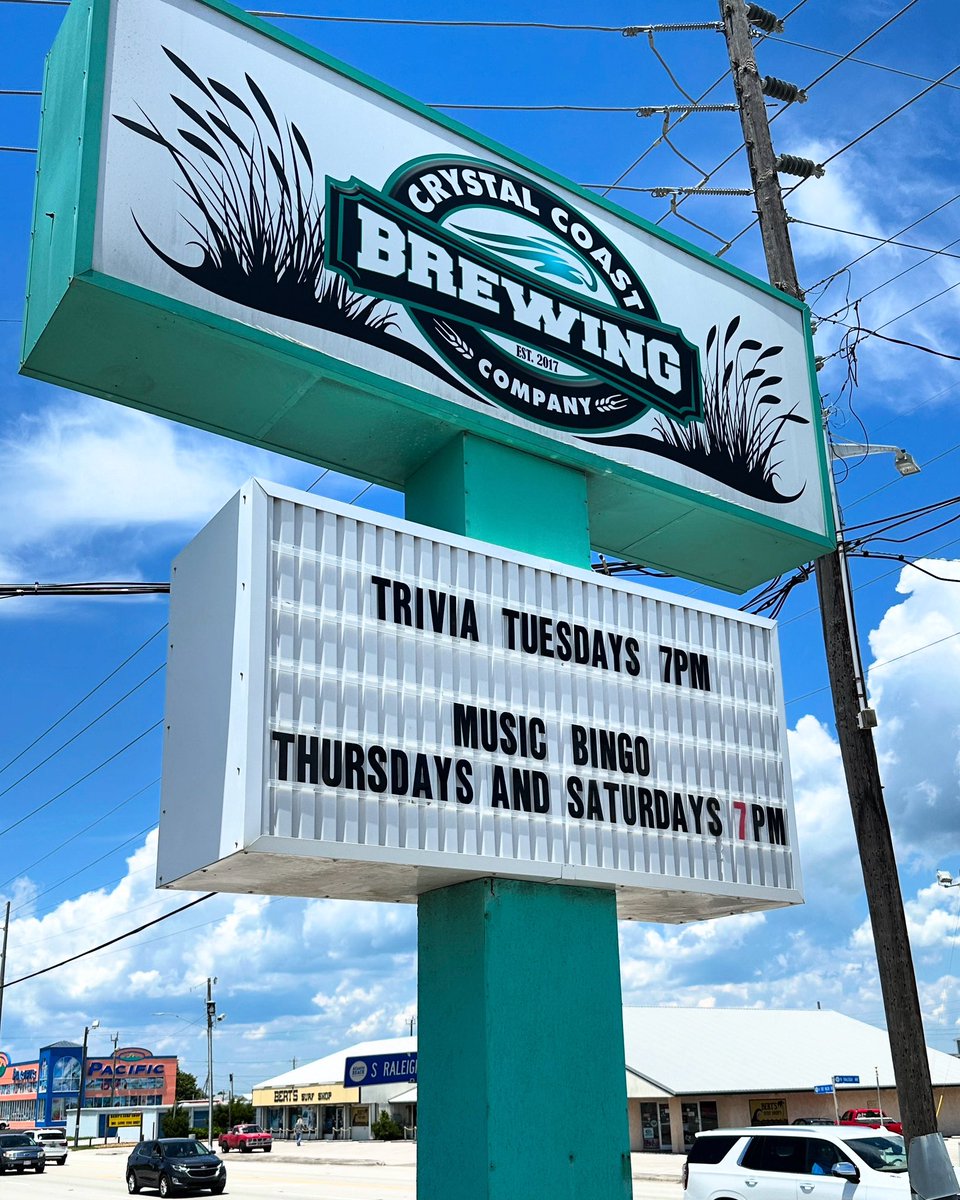 CRYSTAL COAST
BREWING
EST. 2017
COMPANY
TRIVIA TUESDAYS 7PM
MUSIC BINGO
THURSDAYS AND SATURDAYS 7PM
PACIFIC
BERT'S SURF SHOP
S RALEIGH